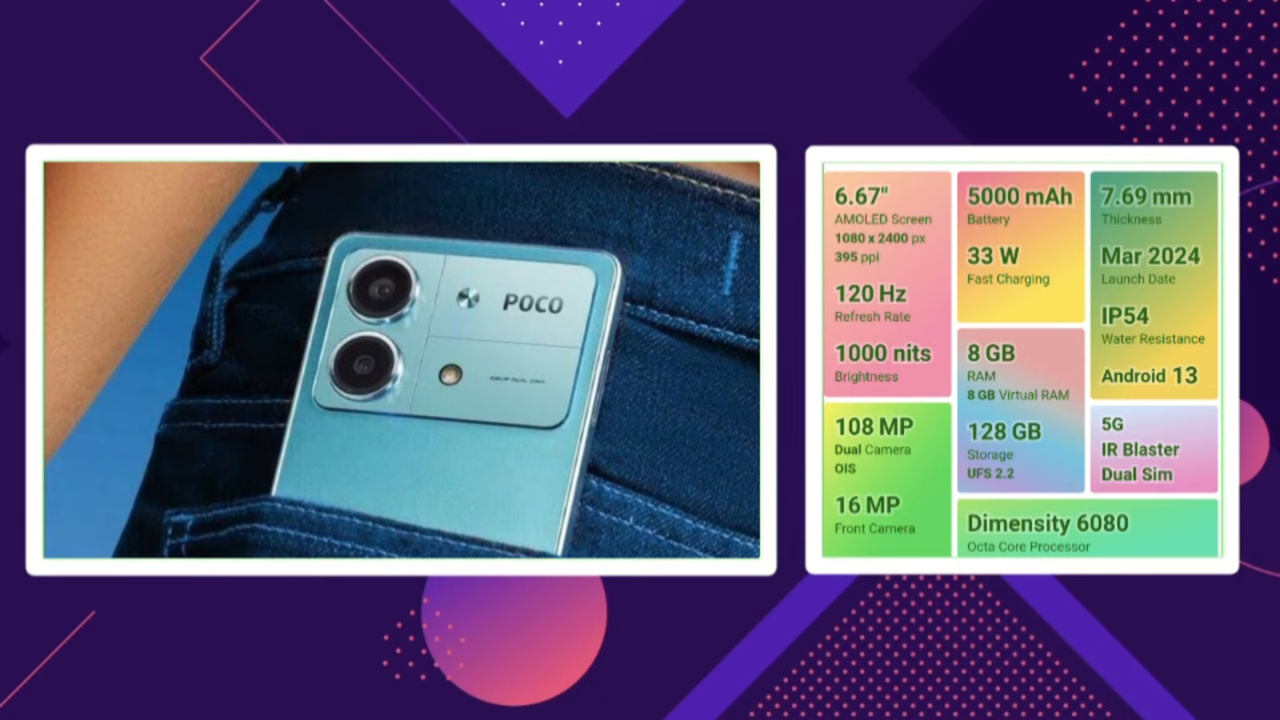 POCO
108MP DUAL CAM
6.67"
AMOLED Screen
1080 x 2400 px
395 ppi
120 Hz
Refresh Rate
1000 nits
Brightness
108 MP
Dual Camera
OIS
16 MP
Front Camera
5000 mAh
Battery
33 W
Fast Charging
8 GB
RAM
8 GB Virtual RAM
128 GB
Storage
UFS 2.2
7.69 mm
Thickness
Mar 2024
Launch Date
IP54
Water Resistance
Android 13
5G
IR Blaster
Dual Sim
Dimensity 6080
Octa Core Processor